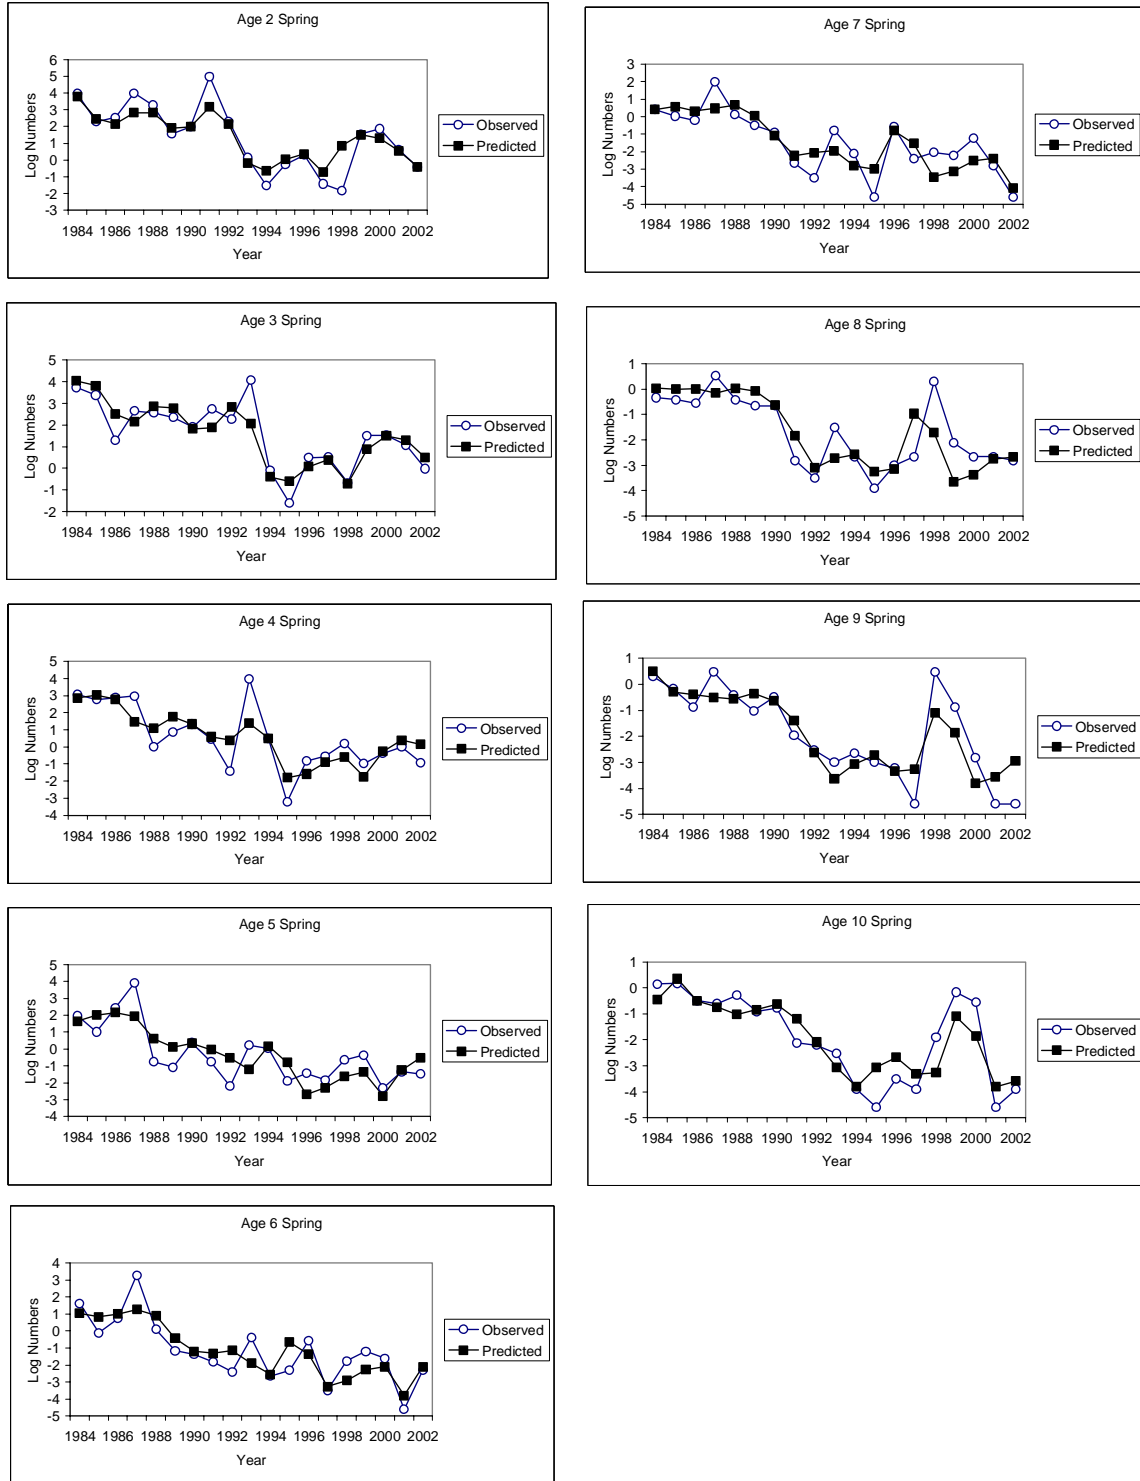 Age 2 Spring
6
5
4
3
2
1
0
-1
-2
-3
Log Numbers
1984 1986 1988 1990 1992 1994 1996 1998 2000 2002
Year
Observed
Predicted
Age 3 Spring
5
4
3
2
1
0
-1
-2
Log Numbers
1984 1986 1988 1990 1992 1994 1996 1998 2000 2002
Year
Observed
Predicted
Age 4 Spring
5
4
3
2
1
0
-1
-2
-3
-4
Log Numbers
1984 1986 1988 1990 1992 1994 1996 1998 2000 2002
Year
Observed
Predicted
Age 5 Spring
5
4
3
2
1
0
-1
-2
-3
-4
Log Numbers
1984 1986 1988 1990 1992 1994 1996 1998 2000 2002
Year
Observed
Predicted
Age 6 Spring
4
3
2
1
0
-1
-2
-3
-4
-5
Log Numbers
1984 1986 1988 1990 1992 1994 1996 1998 2000 2002
Year
Observed
Predicted
Age 7 Spring
3
2
1
0
-1
-2
-3
-4
-5
Log Numbers
1984 1986 1988 1990 1992 1994 1996 1998 2000 2002
Year
Observed
Predicted
Age 8 Spring
1
0
-1
-2
-3
-4
-5
Log Numbers
1984 1986 1988 1990 1992 1994 1996 1998 2000 2002
Year
Observed
Predicted
Age 9 Spring
1
0
-1
-2
-3
-4
-5
Log Numbers
1984 1986 1988 1990 1992 1994 1996 1998 2000 2002
Year
Observed
Predicted
Age 10 Spring
1
0
-1
-2
-3
-4
-5
Log Numbers
1984 1986 1988 1990 1992 1994 1996 1998 2000 2002
Year
Observed
Predicted